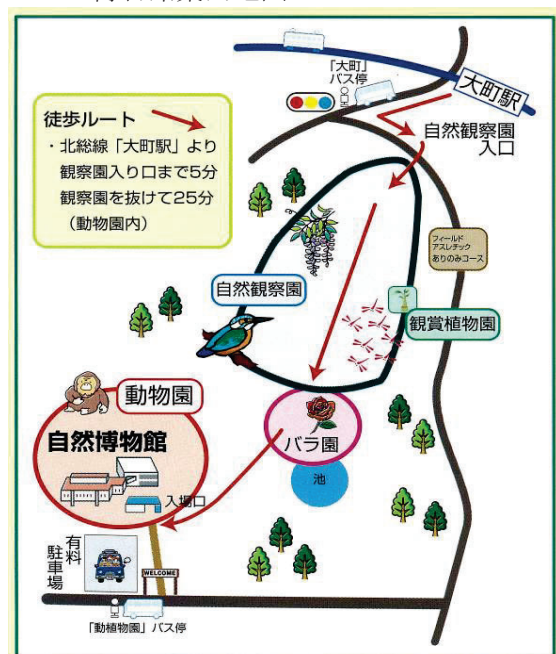 「大町」
バス停
大町駅
徒歩ルート
・北総線「大町駅」より
観察園入り口まで5分
観察園を抜けて25分
（動物園内）
自然観察園
入口
フィールド
アスレチック
ありのみコース
自然観察園
観賞植物園
動物園
自然博物館
入場口
バラ園
池
有料
駐車場
WELCOME
「動植物園」バス停